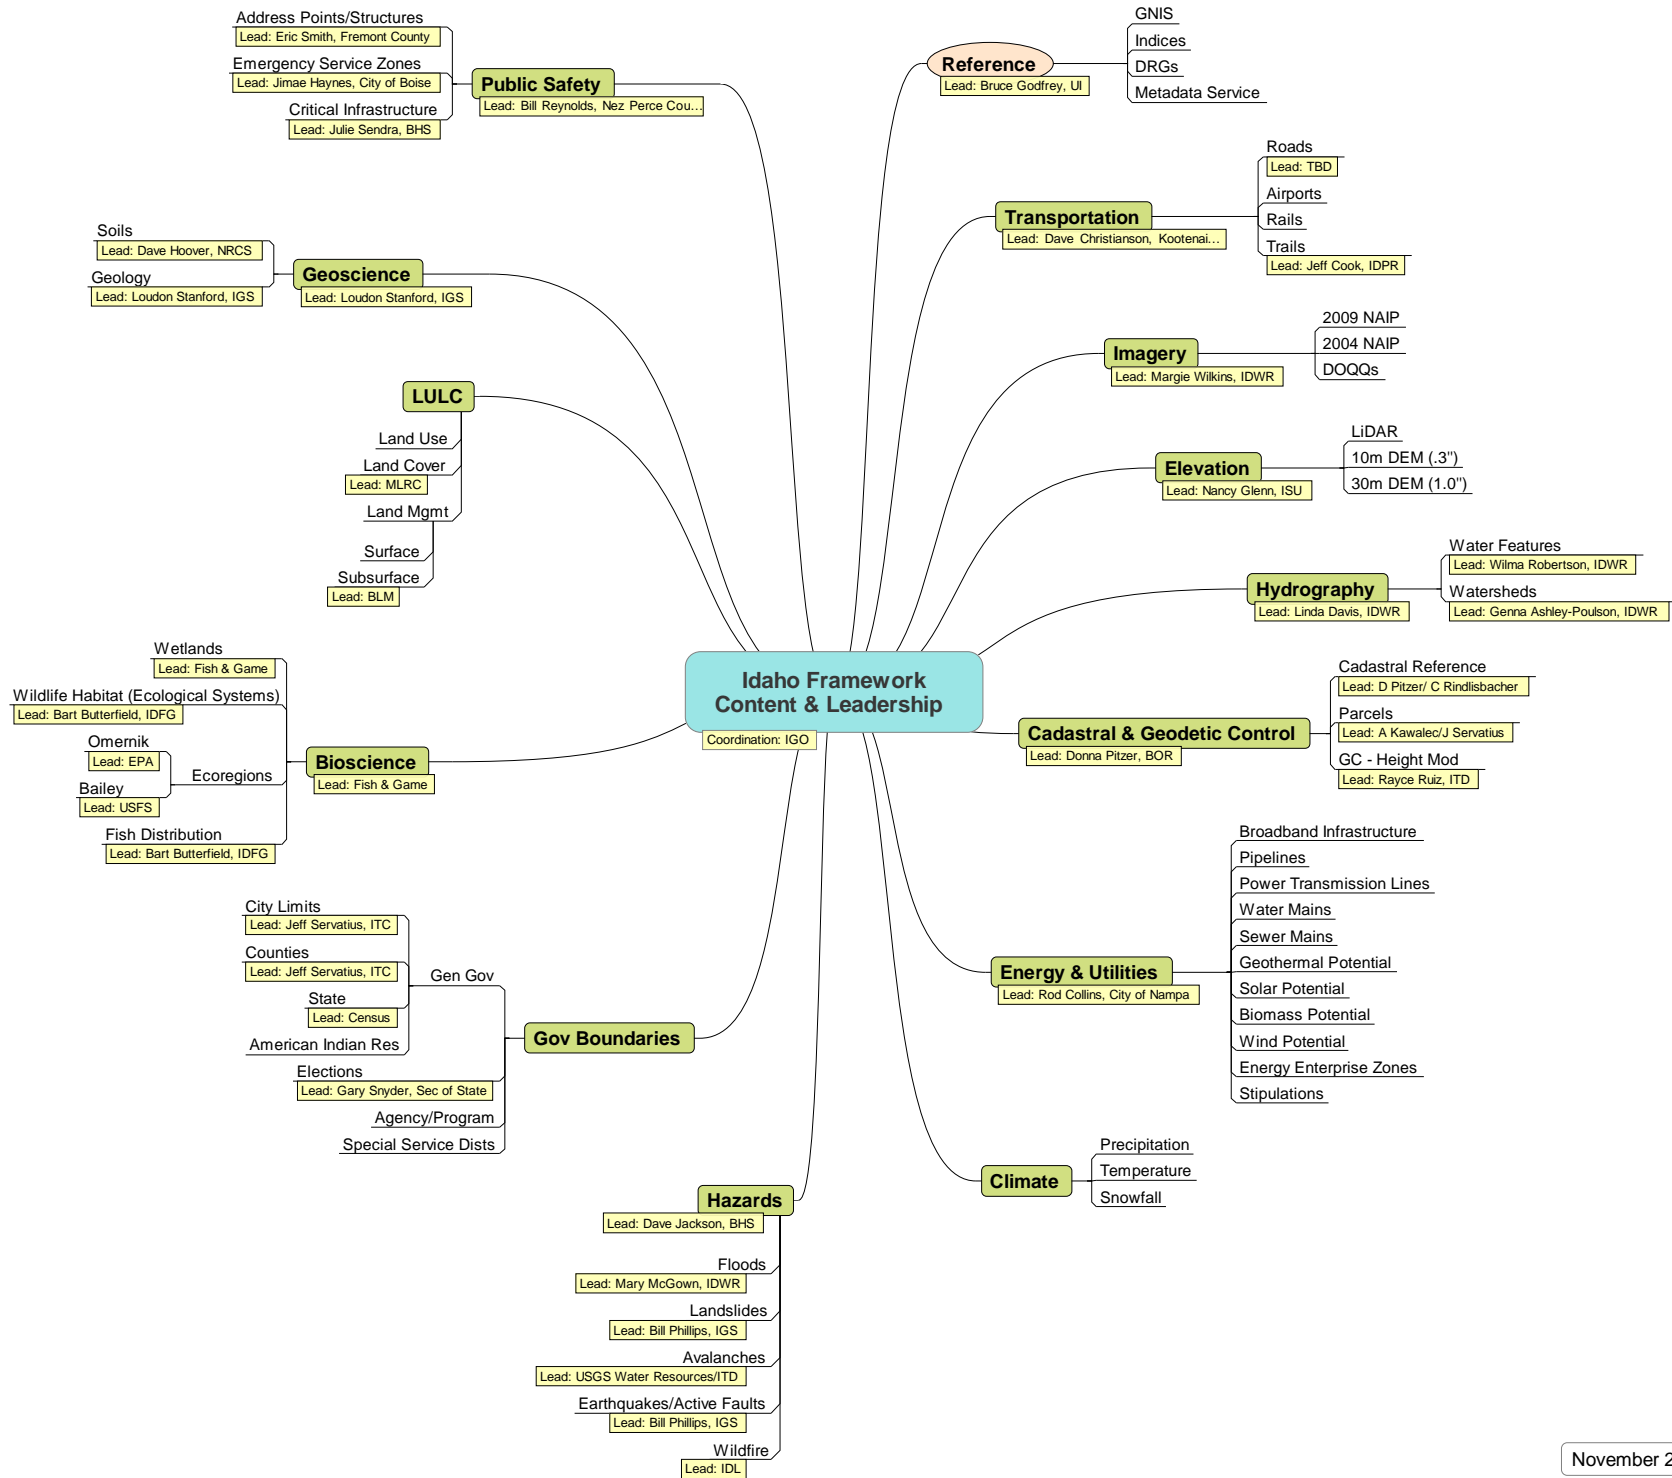 Idaho Framework
Content & Leadership
Coordination: IGO
Reference
Lead: Bruce Godfrey, UI
GNIS
Indices
DRGs
Metadata Service
Transportation
Lead: Dave Christianson, Kootenai...
Roads
Lead: TBD
Airports
Rails
Trails
Lead: Jeff Cook, IDPR
Imagery
Lead: Margie Wilkins, IDWR
2009 NAIP
2004 NAIP
DOQQs
Elevation
Lead: Nancy Glenn, ISU
LiDAR
10m DEM (.3")
30m DEM (1.0")
Hydrography
Lead: Linda Davis, IDWR
Water Features
Lead: Wilma Robertson, IDWR
Watersheds
Lead: Genna Ashley-Poulson, IDWR
Cadastral & Geodetic Control
Lead: Donna Pitzer, BOR
Cadastral Reference
Lead: D Pitzer/ C Rindlisbacher
Parcels
Lead: A Kawalec/J Servatius
GC - Height Mod
Lead: Rayce Ruiz, ITD
Energy & Utilities
Lead: Rod Collins, City of Nampa
Broadband Infrastructure
Pipelines
Power Transmission Lines
Water Mains
Sewer Mains
Geothermal Potential
Solar Potential
Biomass Potential
Wind Potential
Energy Enterprise Zones
Stipulations
Climate
Precipitation
Temperature
Snowfall
Public Safety
Lead: Bill Reynolds, Nez Perce Cou...
Address Points/Structures
Lead: Eric Smith, Fremont County
Emergency Service Zones
Lead: Jimae Haynes, City of Boise
Critical Infrastructure
Lead: Julie Sendra, BHS
Geoscience
Lead: Loudon Stanford, IGS
Soils
Lead: Dave Hoover, NRCS
Geology
Lead: Loudon Stanford, IGS
LULC
Land Use
Land Cover
Lead: MLRC
Land Mgmt
Surface
Subsurface
Lead: BLM
Bioscience
Lead: Fish & Game
Wetlands
Lead: Fish & Game
Wildlife Habitat (Ecological Systems)
Lead: Bart Butterfield, IDFG
Ecoregions
Omernik
Lead: EPA
Bailey
Lead: USFS
Fish Distribution
Lead: Bart Butterfield, IDFG
Gov Boundaries
Gen Gov
City Limits
Lead: Jeff Servatius, ITC
Counties
Lead: Jeff Servatius, ITC
State
Lead: Census
American Indian Res
Elections
Lead: Gary Snyder, Sec of State
Agency/Program
Special Service Dists
Hazards
Lead: Dave Jackson, BHS
Floods
Lead: Mary McGown, IDWR
Landslides
Lead: Bill Phillips, IGS
Avalanches
Lead: USGS Water Resources/ITD
Earthquakes/Active Faults
Lead: Bill Phillips, IGS
Wildfire
Lead: IDL
November 2